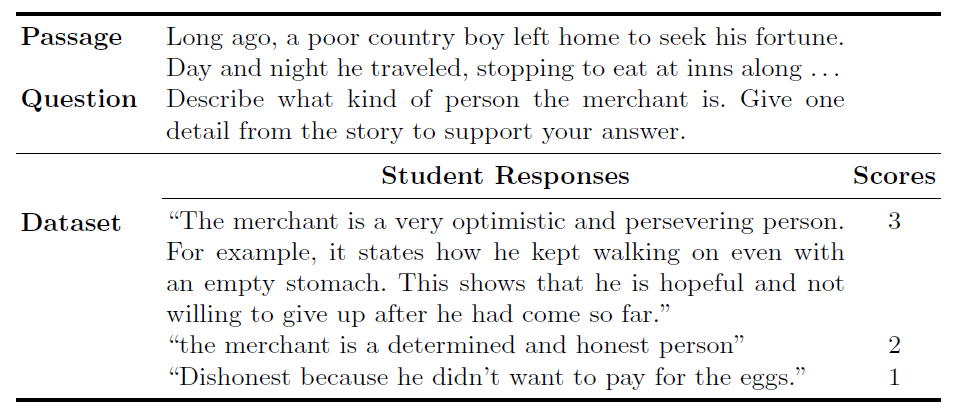 Passage Long ago, a poor country boy left home to seek his fortune.
Day and night he traveled, stopping to eat at inns along ...
Question Describe what kind of person the merchant is. Give one
detail from the story to support your answer.
Student Responses Scores
Dataset “The merchant is a very optimistic and persevering person. 3
For example, it states how he kept walking on even with
an empty stomach. This shows that he is hopeful and not
willing to give up after he had come so far.”
“the merchant is a determined and honest person” 2
“Dishonest because he didn’t want to pay for the eggs.” 1